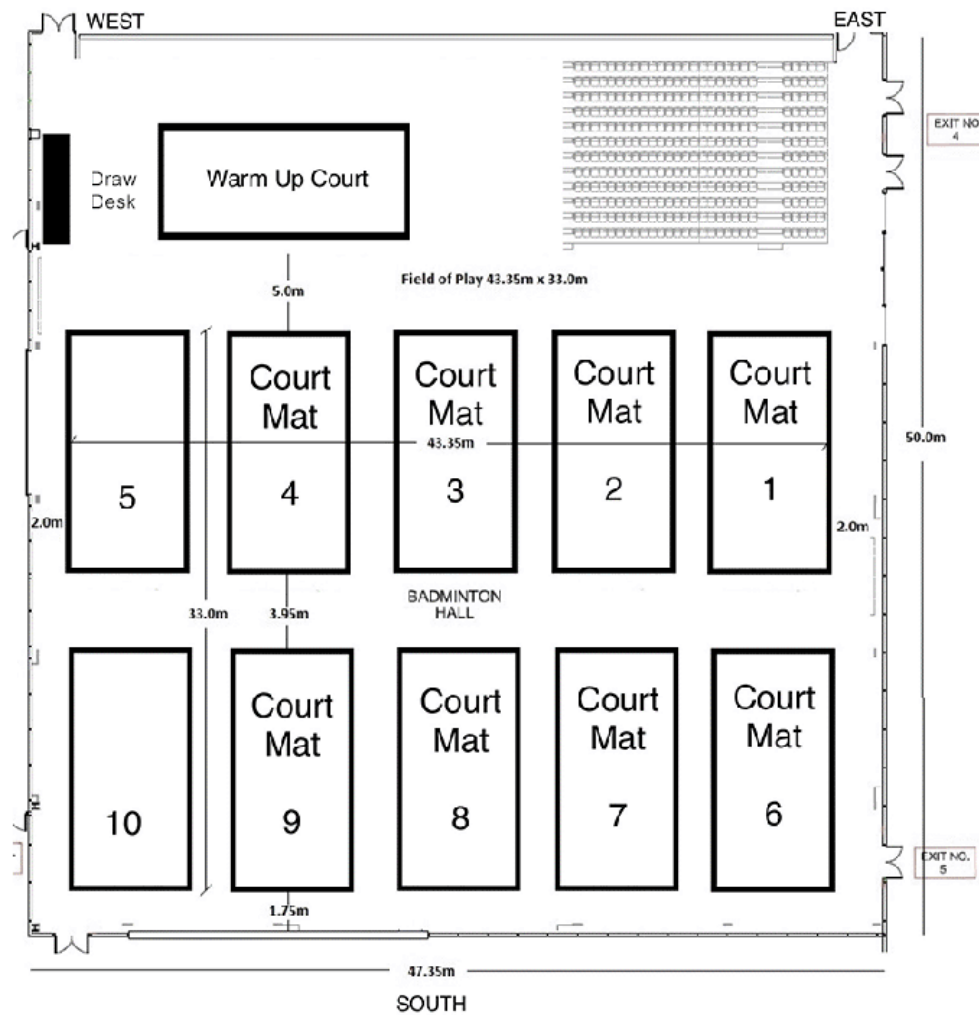 WEST
EAST
EXIT NO
4
Draw
Desk
Warm Up Court
Field of Play 43.35m x 33.0m
5.0m
5
Court
Mat
4
Court
Mat
3
Court
Mat
2
Court
Mat
1
43.35m
50.0m
2.0m
2.0m
BADMINTON
HALL
33.0m
3.95m
10
Court
Mat
9
Court
Mat
8
Court
Mat
7
Court
Mat
6
EXIT NO.
5
1.75m
47.35m
SOUTH